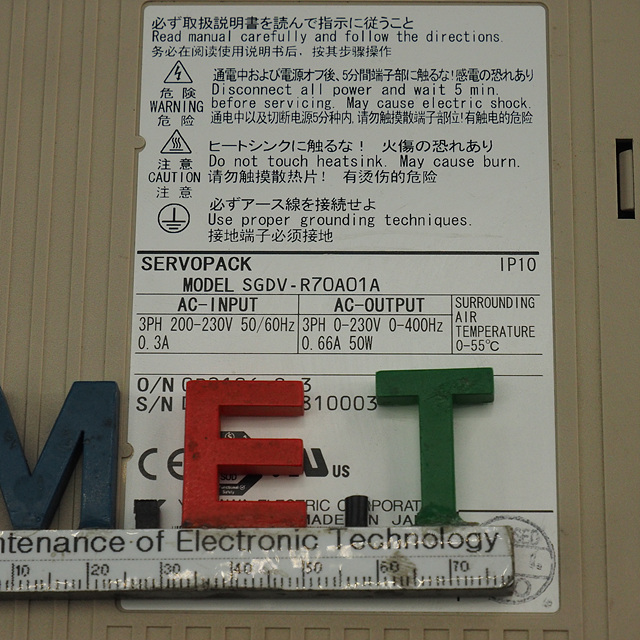 必ず取扱説明書を読んで指示に従うこと
Read manual carefully and follow the directions.
务必在阅读使用说明书后，按其步骤操作
危険
WARNING
危险
通電中および電源オフ後、5分間端子部に触るな!感電の恐れあり
Disconnect all power and wait 5 min.
before servicing. May cause electric shock.
通电中以及切断电源5分种内，请勿触摸散端子部位!有触电的危险
注意
CAUTION
注意
ヒートシンクに触るな! 火傷の恐れあり
Do not touch heatsink. May cause burn.
请勿触摸散热片! 有烫伤的危险
必ずアース線を接続せよ
Use proper grounding techniques.
接地端子必须接地
SERVOPACK IP10
MODEL SGDV-R70A01A
AC-INPUT
3PH 200-230V 50/60Hz
0.3A
AC-OUTPUT
3PH 0-230V 0-400Hz
0.66A 50W
SURROUNDING
AIR
TEMPERATURE
0-55℃
O/N
S/N 310003
CE US
MADE IN
M.E.T
of Electronic Technology
10 20 30 40 50 60 70